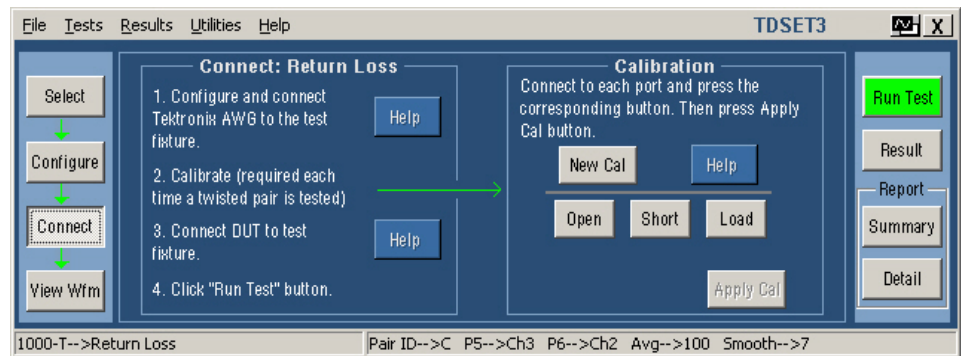 File Tests Results Utilities Help TDSET3 X
Select
Configure
Connect
View Wfm
Connect: Return Loss
1. Configure and connect
Tektronix AWG to the test
fixture.
Help
2. Calibrate (required each
time a twisted pair is tested)
3. Connect DUT to test
fixture.
Help
4. Click "Run Test" button.
Calibration
Connect to each port and press the
corresponding button. Then press Apply
Cal button.
New Cal Help
Open Short Load
Apply Cal
Run Test
Result
Report
Summary
Detail
1000-T-->Return Loss Pair ID-->C P5-->Ch3 P6-->Ch2 Avg-->100 Smooth-->7